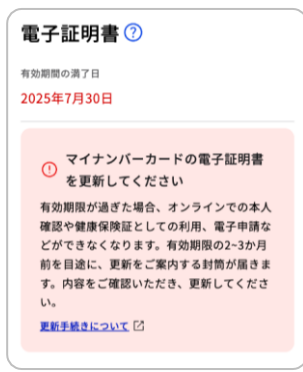 電子証明書
有効期間の満了日
2025年7月30日
マイナンバーカードの電子証明書
を更新してください
有効期限が過ぎた場合、オンラインでの本人
確認や健康保険証としての利用、電子申請な
どができなくなります。有効期限の2~3か月
前を目途に、更新をご案内する封筒が届きま
す。内容をご確認いただき、更新してくださ
い。
更新手続きについて